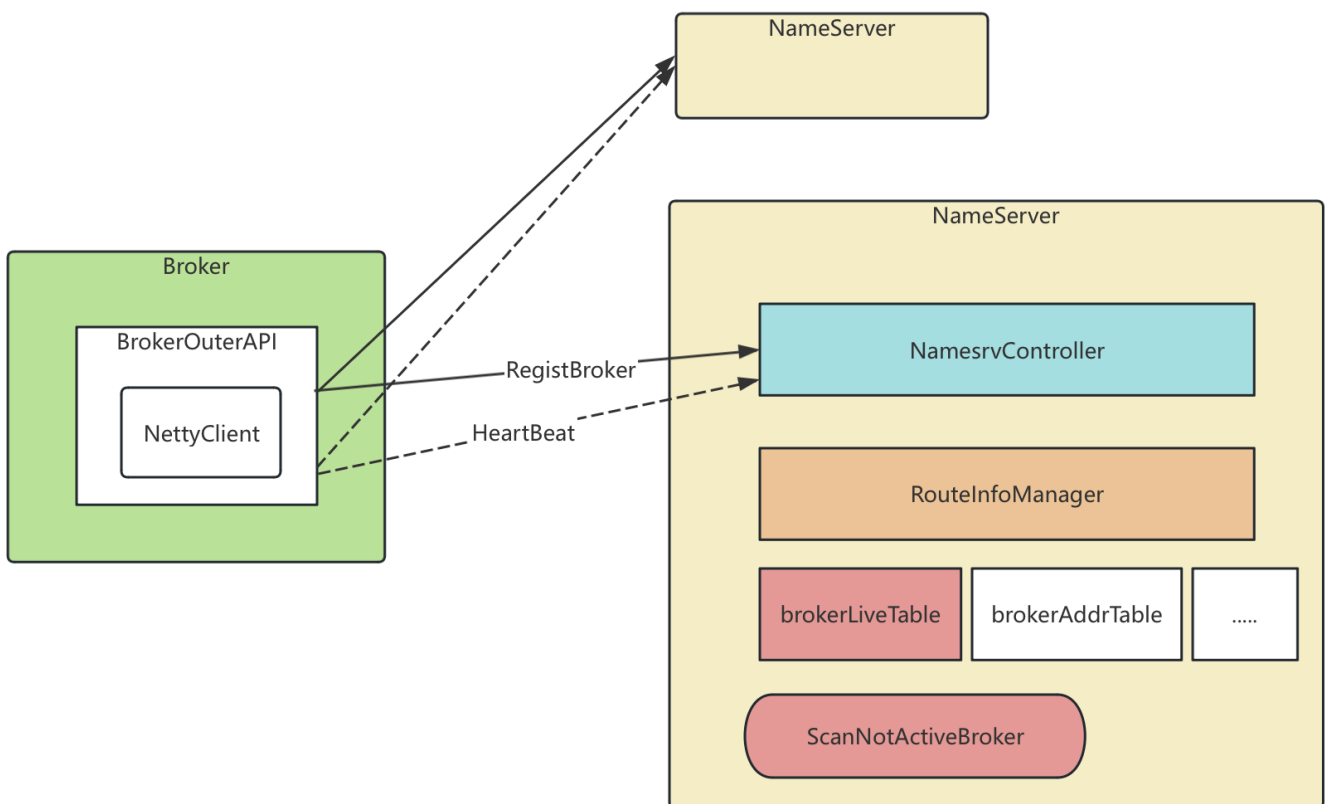 NameServer
NameServer
Broker
BrokerOuterAPI
NettyClient
RegistBroker
HeartBeat
NamesrvController
RouteInfoManager
brokerLiveTable
brokerAddrTable
.....
ScanNotActiveBroker